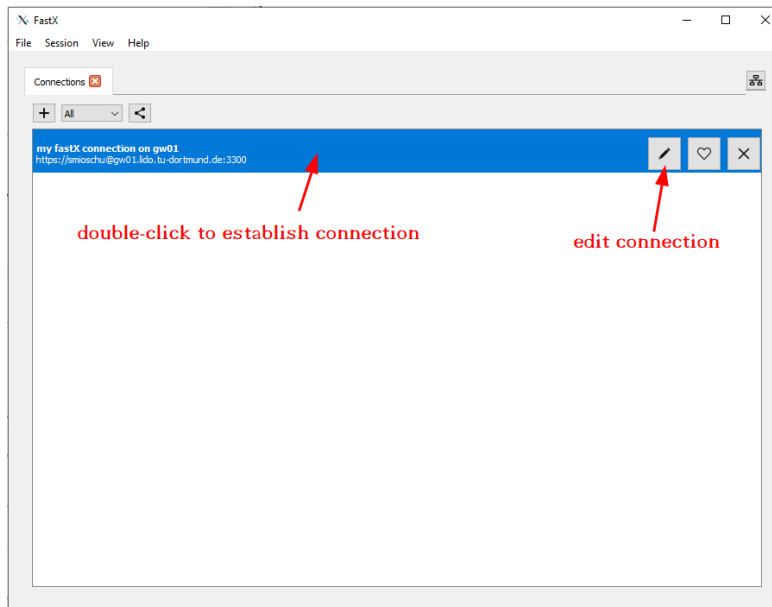 FastX
File Session View Help
Connections
All
my fastX connection on gw01
https://smioschu@gw01.lido.tu-dortmund.de:3300
double-click to establish connection
edit connection